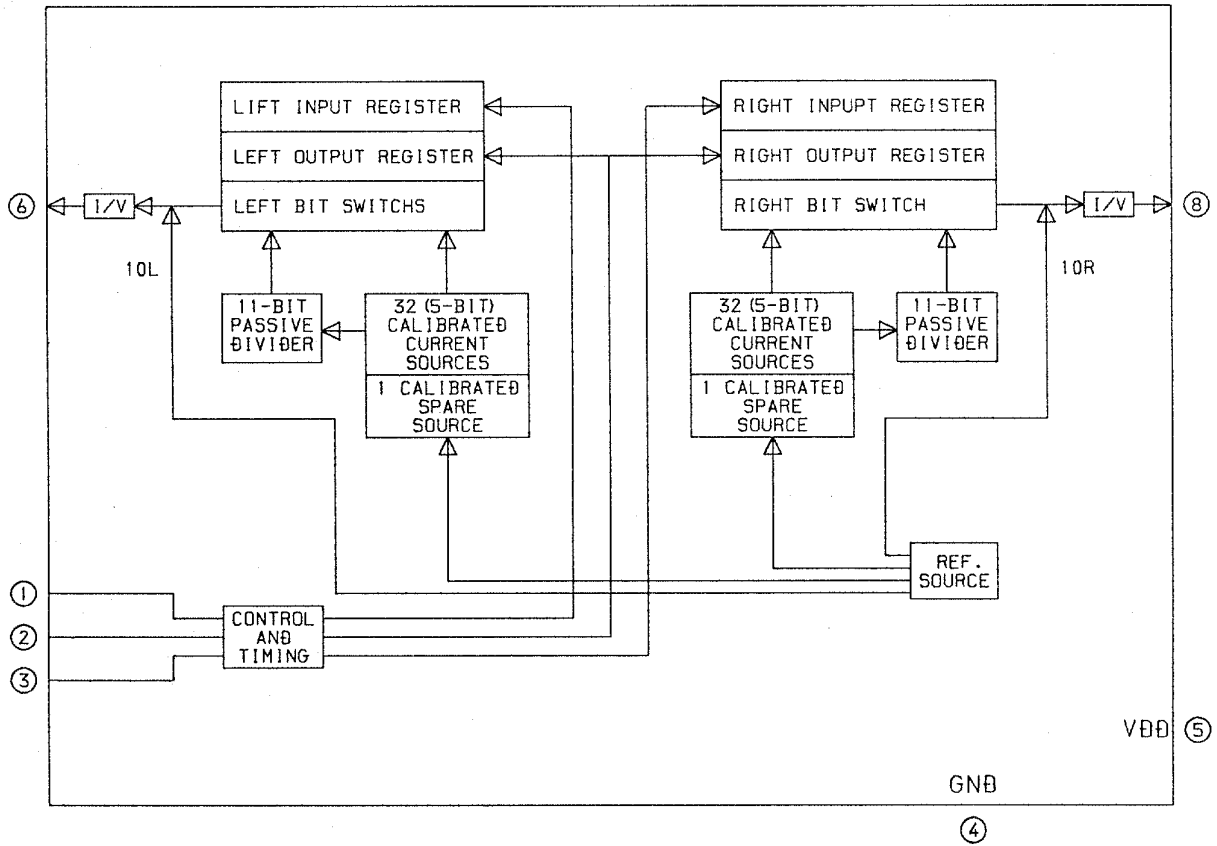 LIFT INPUT REGISTER
LEFT OUTPUT REGISTER
LEFT BIT SWITCHS
RIGHT INPUPT REGISTER
RIGHT OUTPUT REGISTER
RIGHT BIT SWITCH
6
I/V
I/V
8
10L
10R
11-BIT
PASSIVE
DIVIDER
32 (5-BIT)
CALIBRATED
CURRENT
SOURCES
1 CALIBRATED
SPARE
SOURCE
32 (5-BIT)
CALIBRATED
CURRENT
SOURCES
1 CALIBRATED
SPARE
SOURCE
11-BIT
PASSIVE
DIVIDER
REF.
SOURCE
1
2
3
CONTROL
AND
TIMING
VDD 5
GND
4